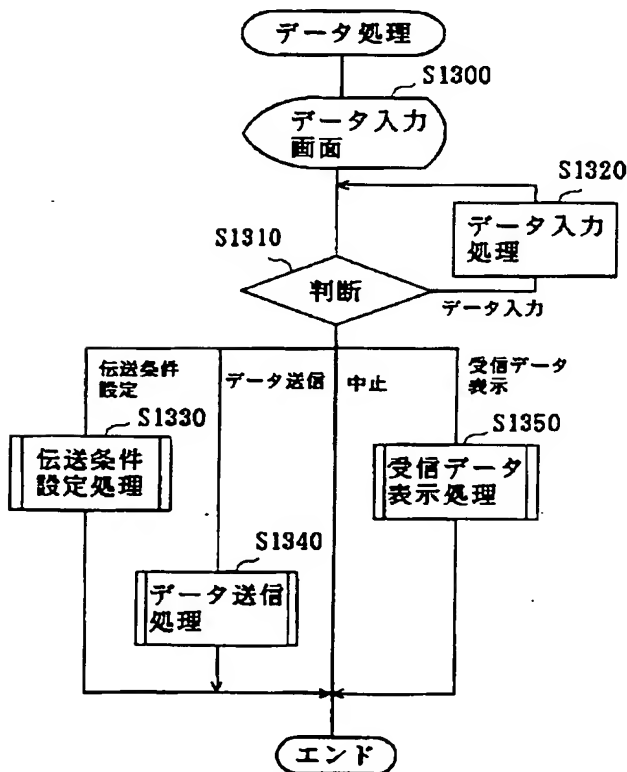 データ処理
S1300
データ入力
画面
S1320
データ入力
処理
S1310
判断
データ入力
伝送条件
設定
データ送信
中止
受信データ
表示
S1330
伝送条件
設定処理
S1350
受信データ
表示処理
S1340
データ送信
処理
エンド